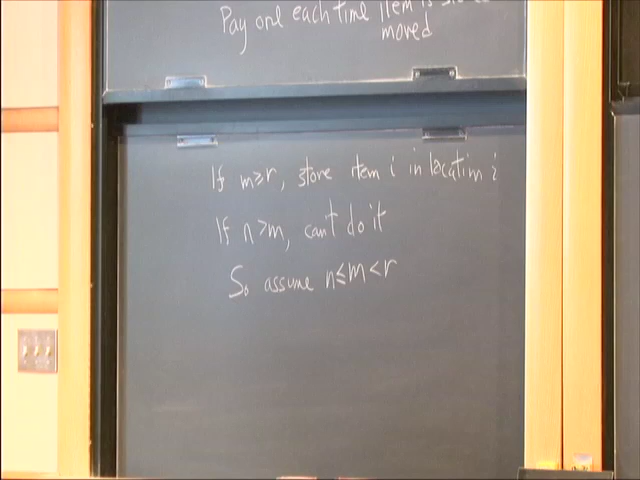 Pay one each time item is
moved
If m≥r, store item i in location i
If n>m, can't do it
So assume n≤m<r